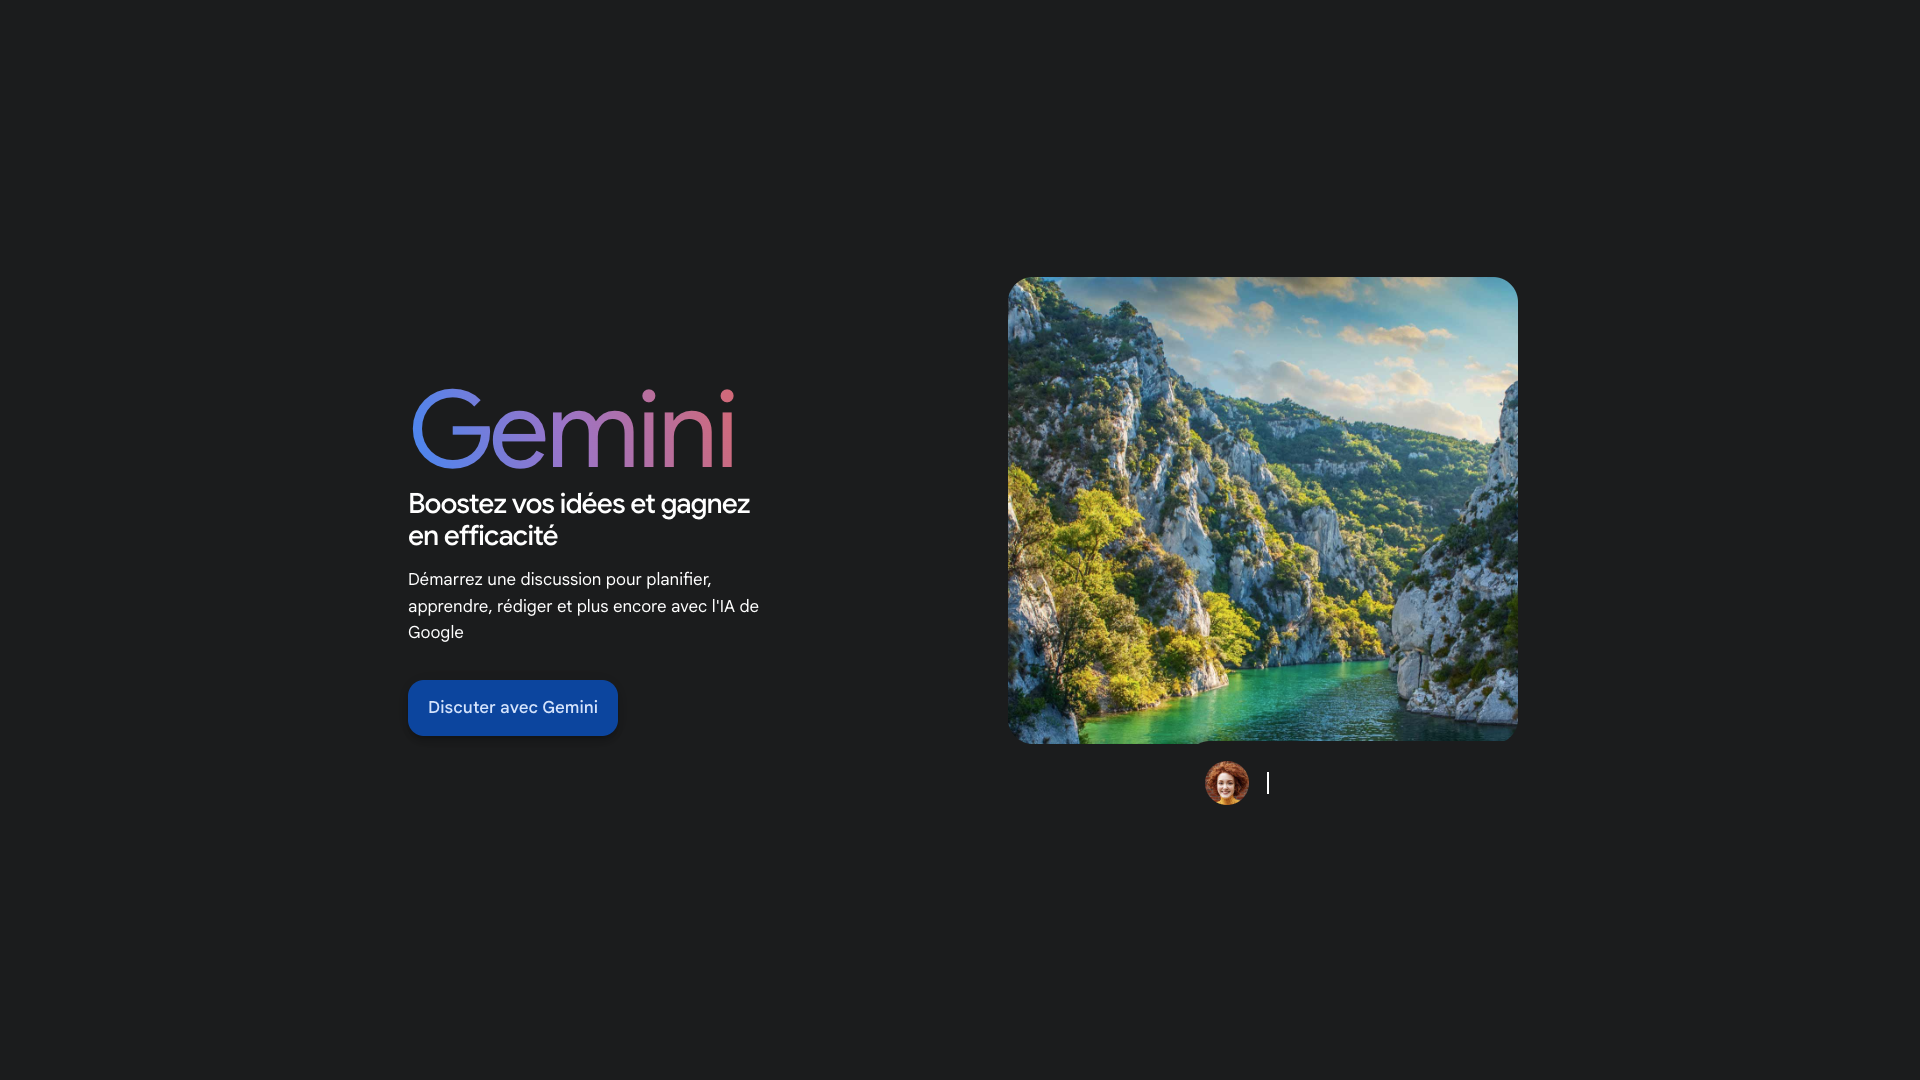 Gemini
Boostez vos idées et gagnez
en efficacité
Démarrez une discussion pour planifier,
apprendre, rédiger et plus encore avec l'IA de
Google
Discuter avec Gemini